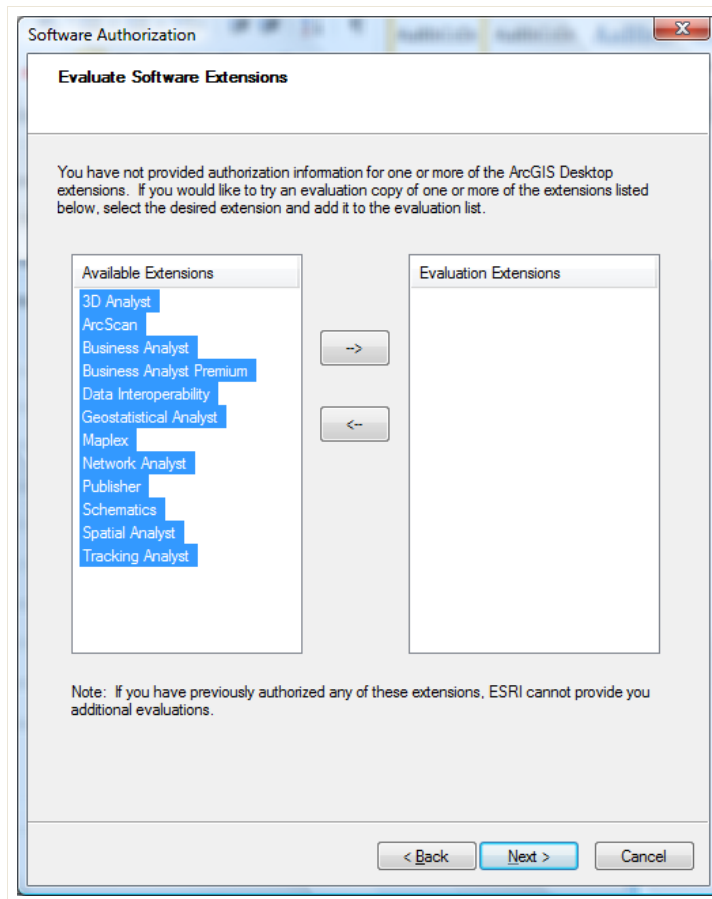 Software Authorization
Evaluate Software Extensions
You have not provided authorization information for one or more of the ArcGIS Desktop
extensions. If you would like to try an evaluation copy of one or more of the extensions listed
below, select the desired extension and add it to the evaluation list.
Available Extensions
3D Analyst
ArcScan
Business Analyst
Business Analyst Premium
Data Interoperability
Geostatistical Analyst
Maplex
Network Analyst
Publisher
Schematics
Spatial Analyst
Tracking Analyst
-->
<--
Evaluation Extensions
Note: If you have previously authorized any of these extensions, ESRI cannot provide you
additional evaluations.
< Back
Next >
Cancel